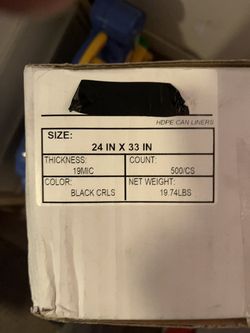 HDPE CAN LINERS
SIZE:
24 IN X 33 IN
THICKNESS:
19MIC
COUNT:
500/CS
COLOR:
BLACK CRLS
NET WEIGHT:
19.74LBS